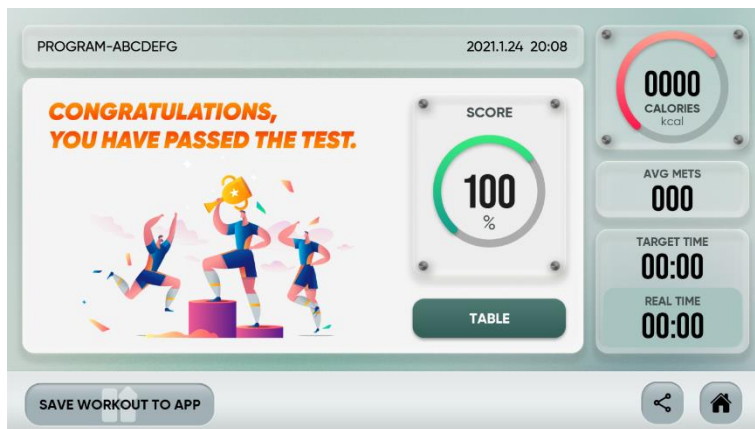 PROGRAM-ABCDEFG
2021.1.24 20:08
CONGRATULATIONS,
YOU HAVE PASSED THE TEST.
SCORE
100
%
TABLE
0000
CALORIES
kcal
AVG METS
000
TARGET TIME
00:00
REAL TIME
00:00
SAVE WORKOUT TO APP